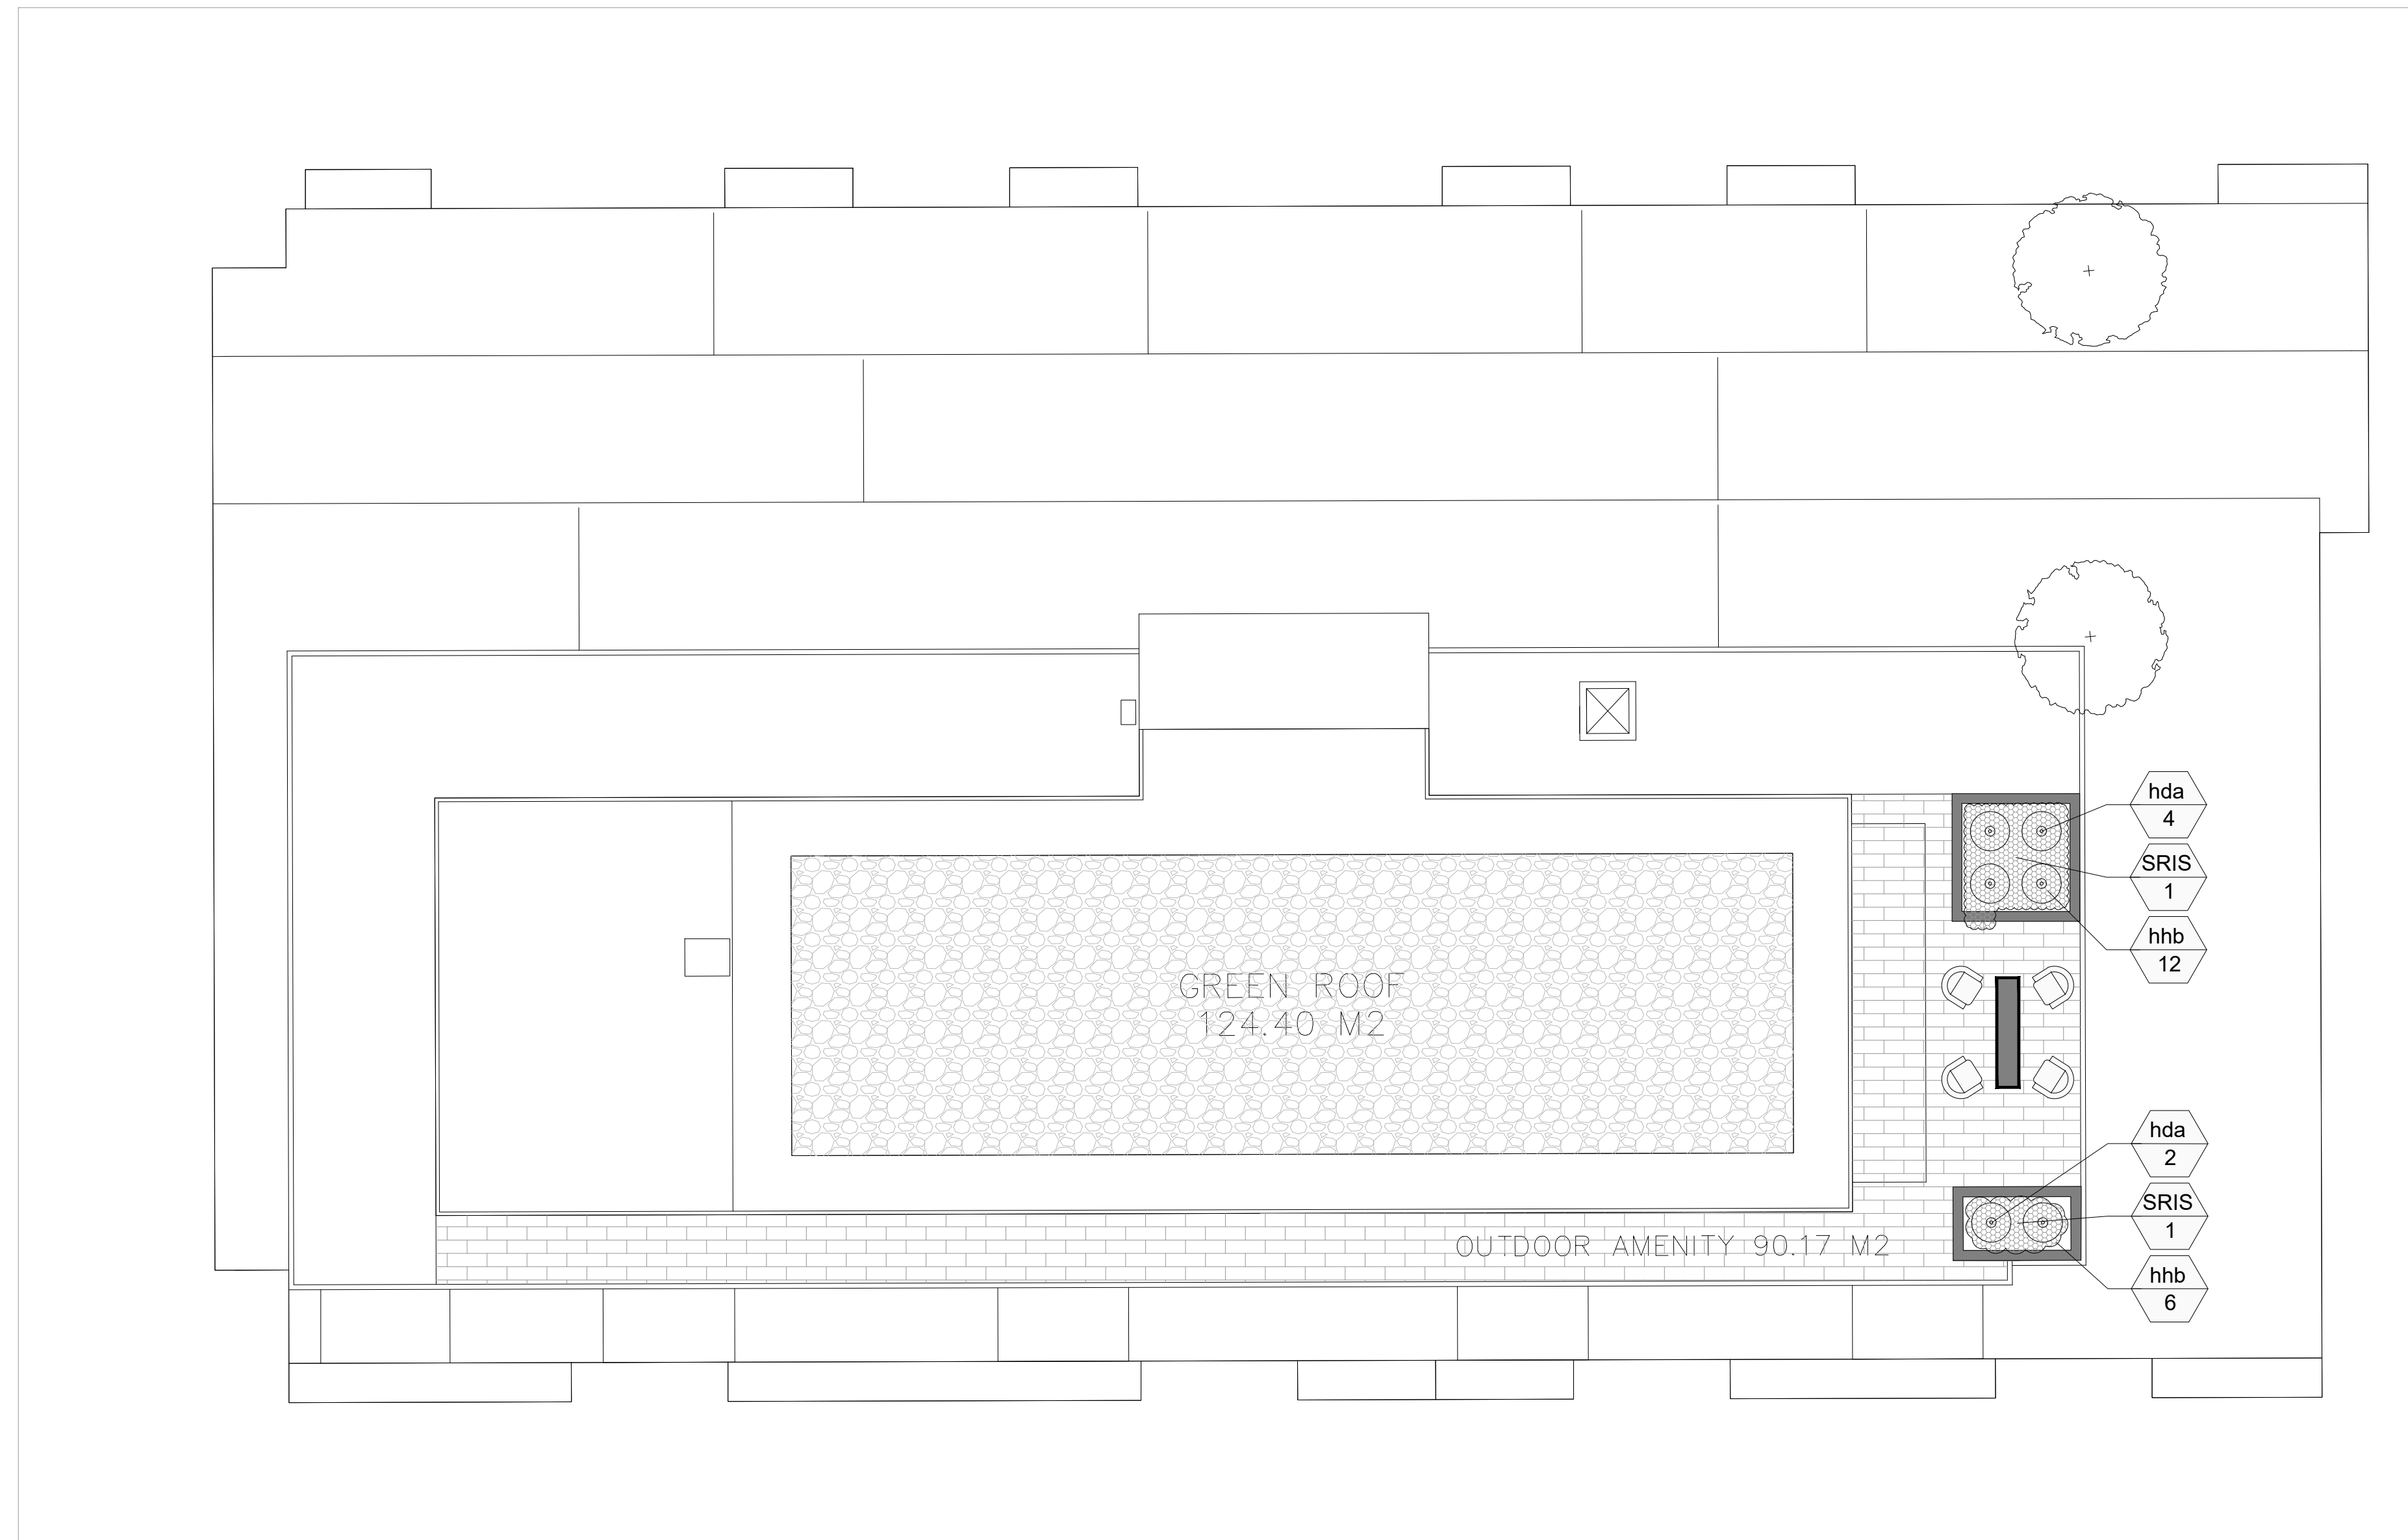 hda
4
SRIS
1
hhb
12
GREEN ROOF
124.40 M2
hda
2
SRIS
1
OUTDOOR AMENITY 90.17 M2
hhb
6